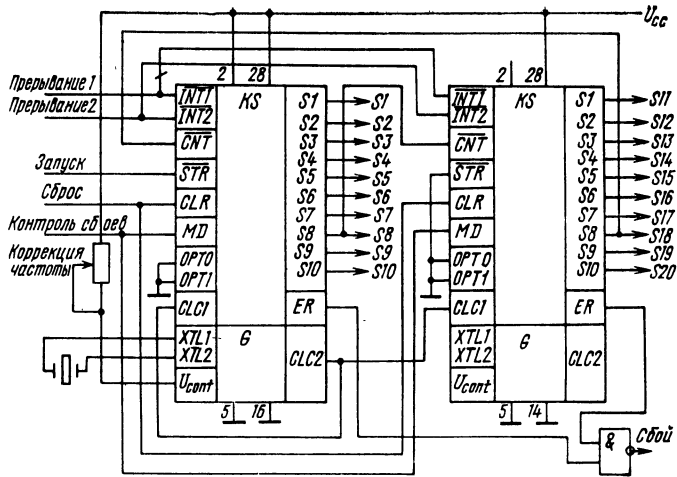 Ucc
2 28
2 28
Прерывание 1
Прерывание 2
Запуск
Сброс
Контроль сбоев
Коррекция
частоты
INT1
INT2
CNT
STR
CLR
MD
OPT0
OPT1
CLC1
XTL1
XTL2
Ucont
KS
G
S1
S2
S3
S4
S5
S6
S7
S8
S9
S10
ER
CLC2
S1
S2
S3
S4
S5
S6
S7
S8
S9
S10
5 16
INT1
INT2
CNT
STR
CLR
MD
OPT0
OPT1
CLC1
XTL1
XTL2
Ucont
KS
G
S1
S2
S3
S4
S5
S6
S7
S8
S9
S10
ER
CLC2
S11
S12
S13
S14
S15
S16
S17
S18
S19
S20
5 14
&
Сбой